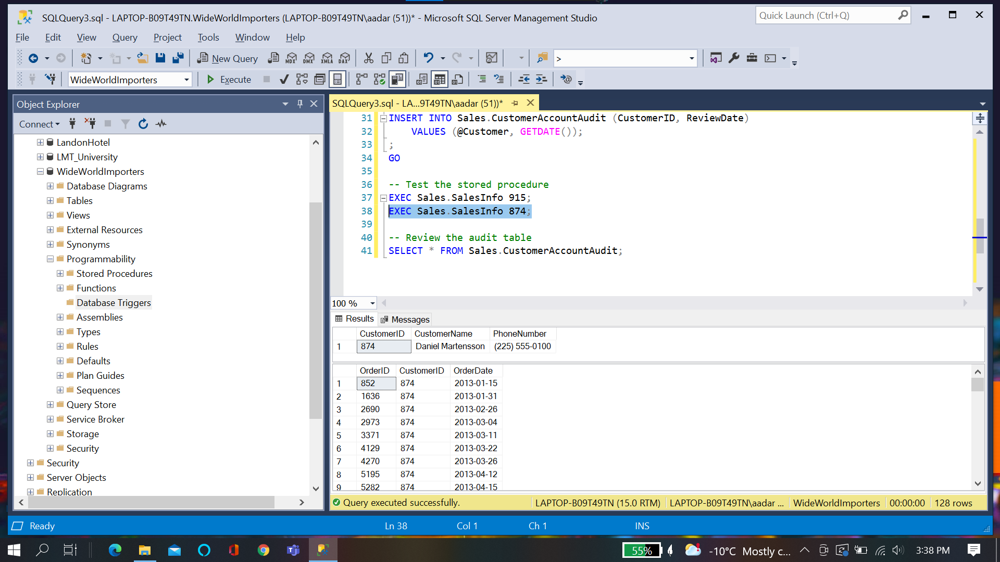 SQLQuery3.sql - LAPTOP-B09T49TN.WideWorldImporters (LAPTOP-B09T49TN\aadar (51))* - Microsoft SQL Server Management Studio
Quick Launch (Ctrl+Q)
File Edit View Query Project Tools Window Help
New Query MDX DMX XMLA DAX >
WideWorldImporters Execute
Object Explorer
Connect
LandonHotel
LMT_University
WideWorldImporters
Database Diagrams
Tables
Views
External Resources
Synonyms
Programmability
Stored Procedures
Functions
Database Triggers
Assemblies
Types
Rules
Defaults
Plan Guides
Sequences
Query Store
Service Broker
Storage
Security
Security
Server Objects
Replication
SQLQuery3.sql - LA...9T49TN\aadar (51))*
31 INSERT INTO Sales.CustomerAccountAudit (CustomerID, ReviewDate)
32 VALUES (@Customer, GETDATE());
33 ;
34 GO
35
36 -- Test the stored procedure
37 EXEC Sales.SalesInfo 915;
38 EXEC Sales.SalesInfo 874;
39
40 -- Review the audit table
41 SELECT * FROM Sales.CustomerAccountAudit;
100 %
Results Messages
CustomerID CustomerName PhoneNumber
1 874 Daniel Martensson (225) 555-0100
OrderID CustomerID OrderDate
1 852 874 2013-01-15
2 1636 874 2013-01-31
3 2690 874 2013-02-26
4 2973 874 2013-03-04
5 3371 874 2013-03-11
6 4129 874 2013-03-22
7 4270 874 2013-03-26
8 5195 874 2013-04-12
9 5282 874 2013-04-15
Query executed successfully. LAPTOP-B09T49TN (15.0 RTM) LAPTOP-B09T49TN\aadar ... WideWorldImporters 00:00:00 128 rows
Ready Ln 38 Col 1 Ch 1 INS
55% -10°C Mostly c... 3:38 PM